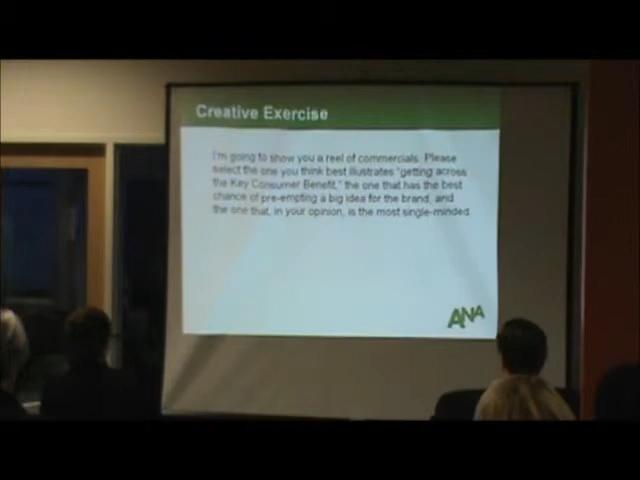 Creative Exercise
I'm going to show you a reel of commercials. Please
select the one you think best illustrates "getting across
the Key Consumer Benefit," the one that has the best
chance of pre-empting a big idea for the brand, and
the one that, in your opinion, is the most single-minded.
ANA